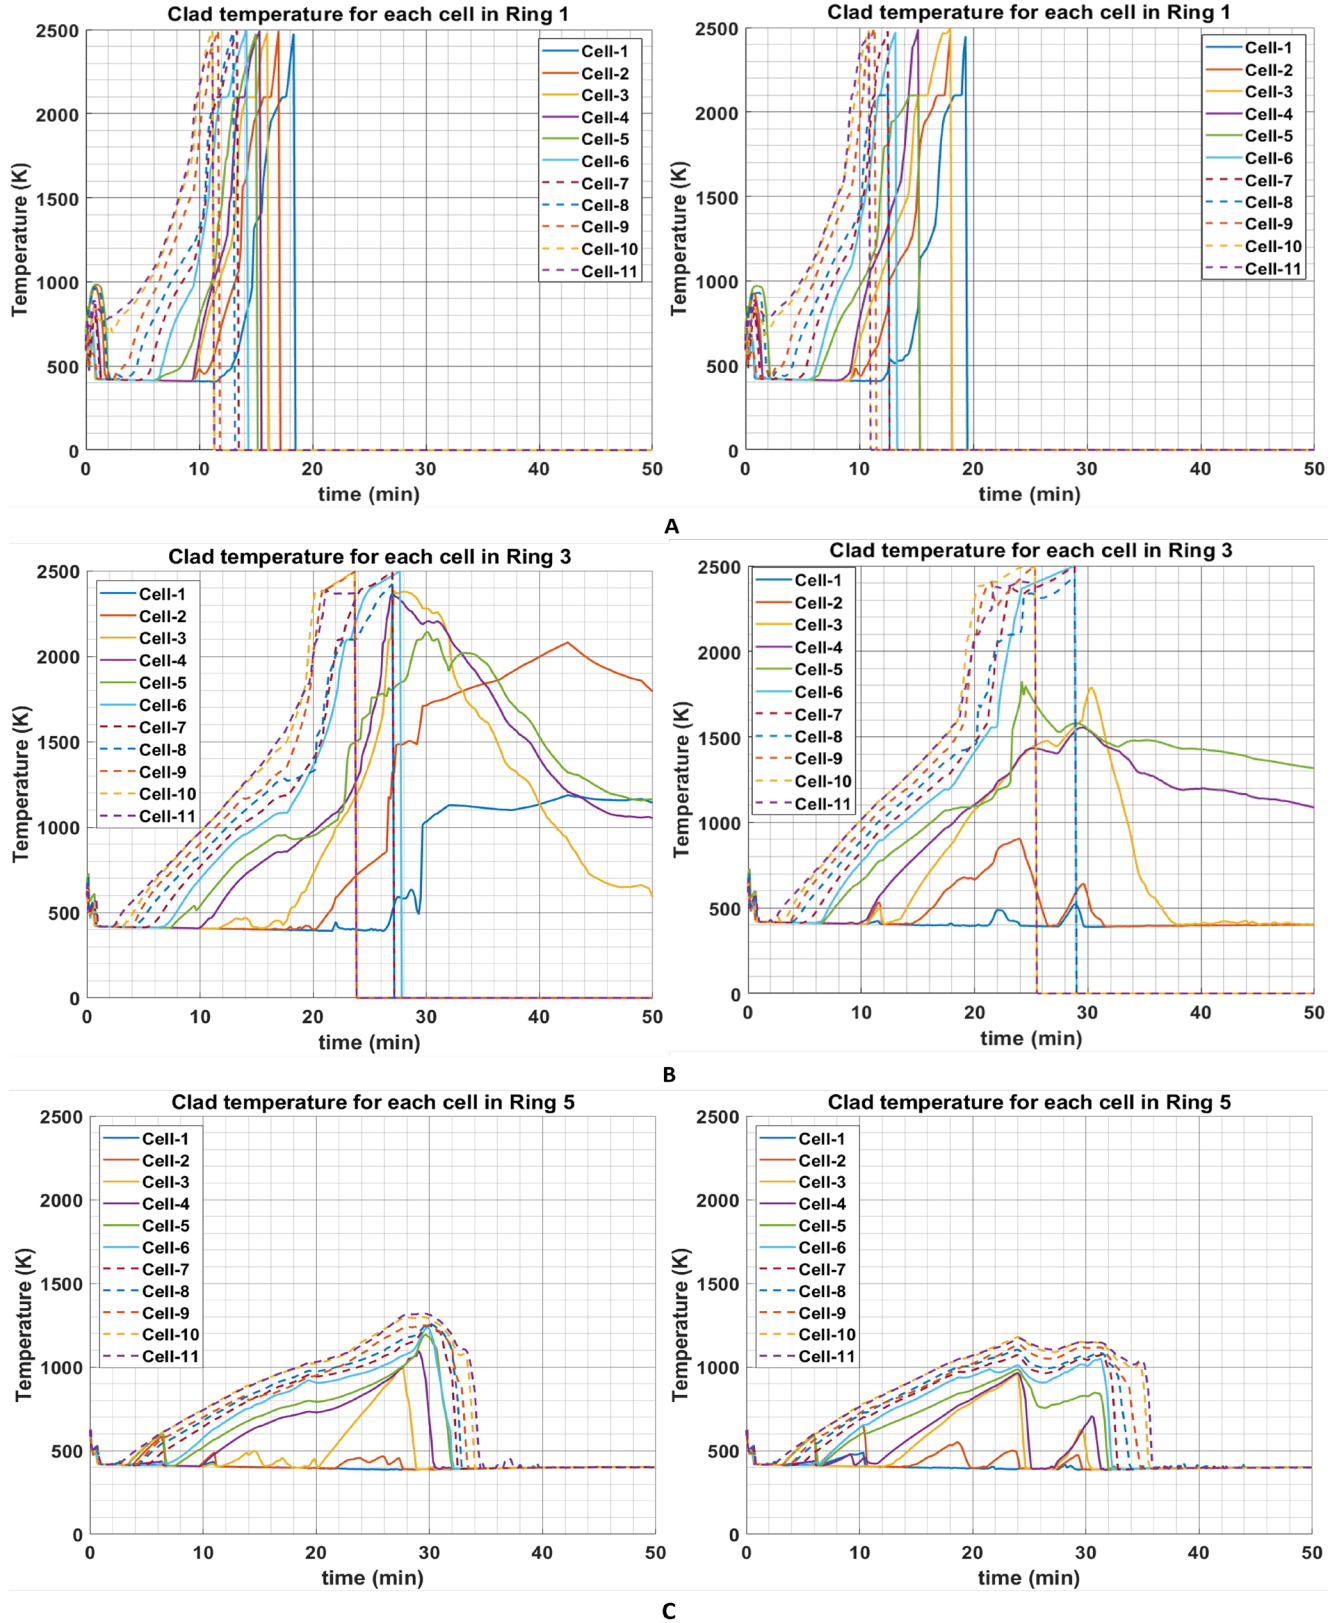 Clad temperature for each cell in Ring 1
Temperature (K)
2500
2000
1500
1000
500
0
0 10 20 30 40 50
time (min)
Cell-1
Cell-2
Cell-3
Cell-4
Cell-5
Cell-6
Cell-7
Cell-8
Cell-9
Cell-10
Cell-11
Clad temperature for each cell in Ring 1
Temperature (K)
2500
2000
1500
1000
500
0
0 10 20 30 40 50
time (min)
Cell-1
Cell-2
Cell-3
Cell-4
Cell-5
Cell-6
Cell-7
Cell-8
Cell-9
Cell-10
Cell-11
A
Clad temperature for each cell in Ring 3
Temperature (K)
2500
2000
1500
1000
500
0
0 10 20 30 40 50
time (min)
Cell-1
Cell-2
Cell-3
Cell-4
Cell-5
Cell-6
Cell-7
Cell-8
Cell-9
Cell-10
Cell-11
Clad temperature for each cell in Ring 3
Temperature (K)
2500
2000
1500
1000
500
0
0 10 20 30 40 50
time (min)
Cell-1
Cell-2
Cell-3
Cell-4
Cell-5
Cell-6
Cell-7
Cell-8
Cell-9
Cell-10
Cell-11
B
Clad temperature for each cell in Ring 5
Temperature (K)
2500
2000
1500
1000
500
0
0 10 20 30 40 50
time (min)
Cell-1
Cell-2
Cell-3
Cell-4
Cell-5
Cell-6
Cell-7
Cell-8
Cell-9
Cell-10
Cell-11
Clad temperature for each cell in Ring 5
Temperature (K)
2500
2000
1500
1000
500
0
0 10 20 30 40 50
time (min)
Cell-1
Cell-2
Cell-3
Cell-4
Cell-5
Cell-6
Cell-7
Cell-8
Cell-9
Cell-10
Cell-11
C